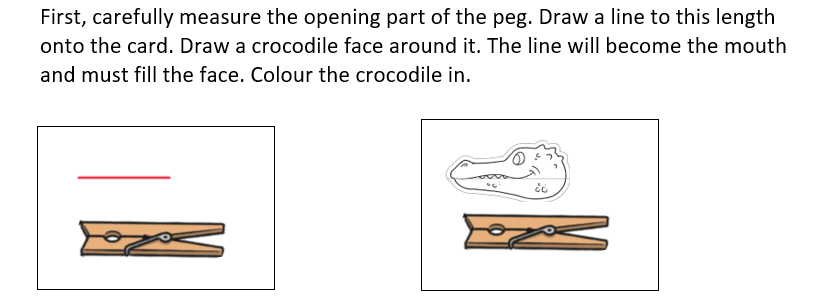 First, carefully measure the opening part of the peg. Draw a line to this length
onto the card. Draw a crocodile face around it. The line will become the mouth
and must fill the face. Colour the crocodile in.